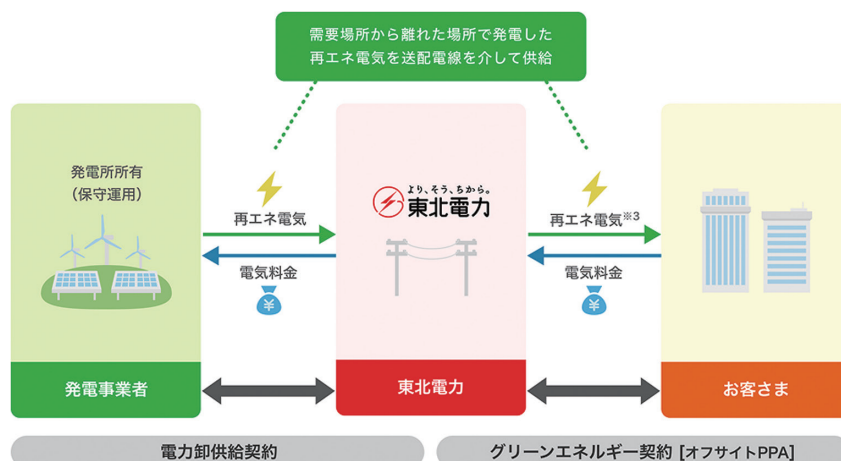 需要場所から離れた場所で発電した
再エネ電気を送配電線を介して供給
発電所所有
（保守運用）
再エネ電気
電気料金
¥
より、そう、ちから。
東北電力
再エネ電気※3
電気料金
¥
発電事業者
東北電力
お客さま
電力卸供給契約
グリーンエネルギー契約 [オフサイトPPA]